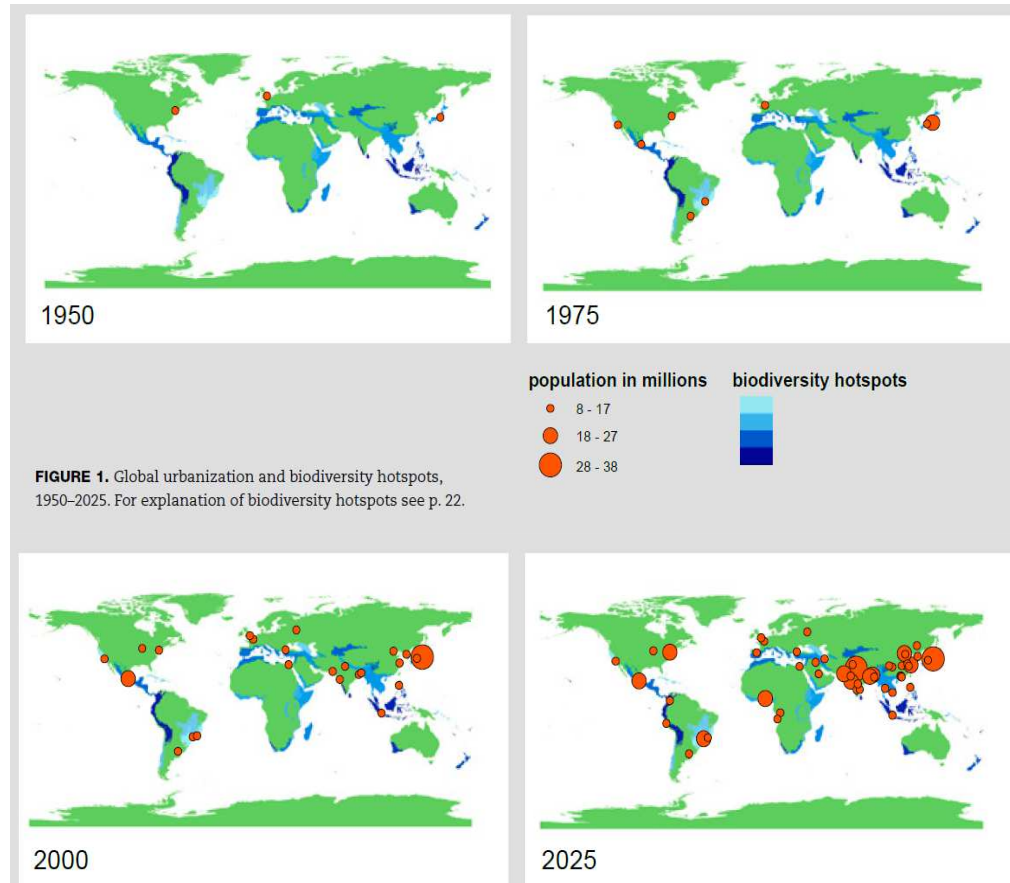 1950
1975
population in millions
biodiversity hotspots
8 - 17
18 - 27
28 - 38
FIGURE 1. Global urbanization and biodiversity hotspots,
1950–2025. For explanation of biodiversity hotspots see p. 22.
2000
2025